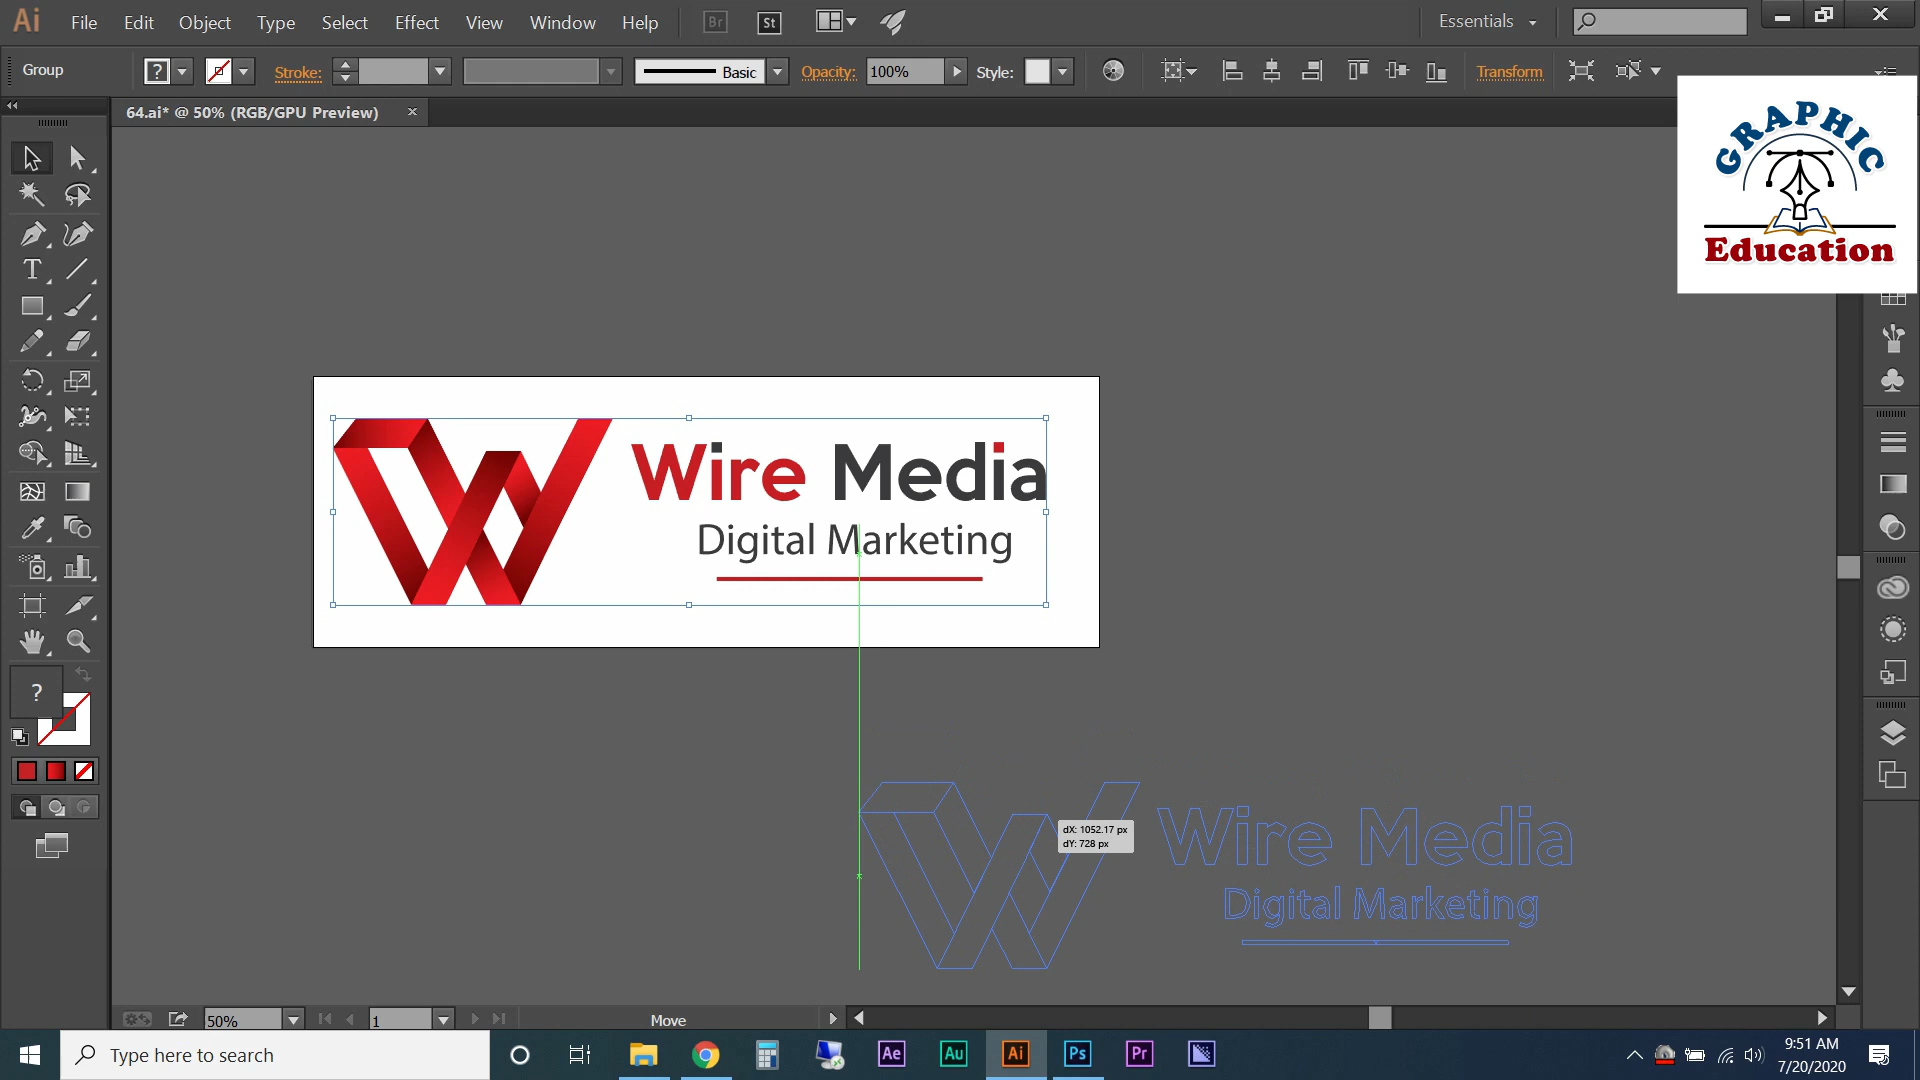 Ai File Edit Object Type Select Effect View Window Help Br St Essentials
Group ? Stroke: Basic Opacity: 100% Style: Transform
64.ai* @ 50% (RGB/GPU Preview)
GRAPHIC
Education
Wire Media
Digital Marketing
?
dX: 1052.17 px
dY: 728 px
Wire Media
Digital Marketing
50% 1 Move
Type here to search Ae Au Ai Ps Pr 9:51 AM
7/20/2020